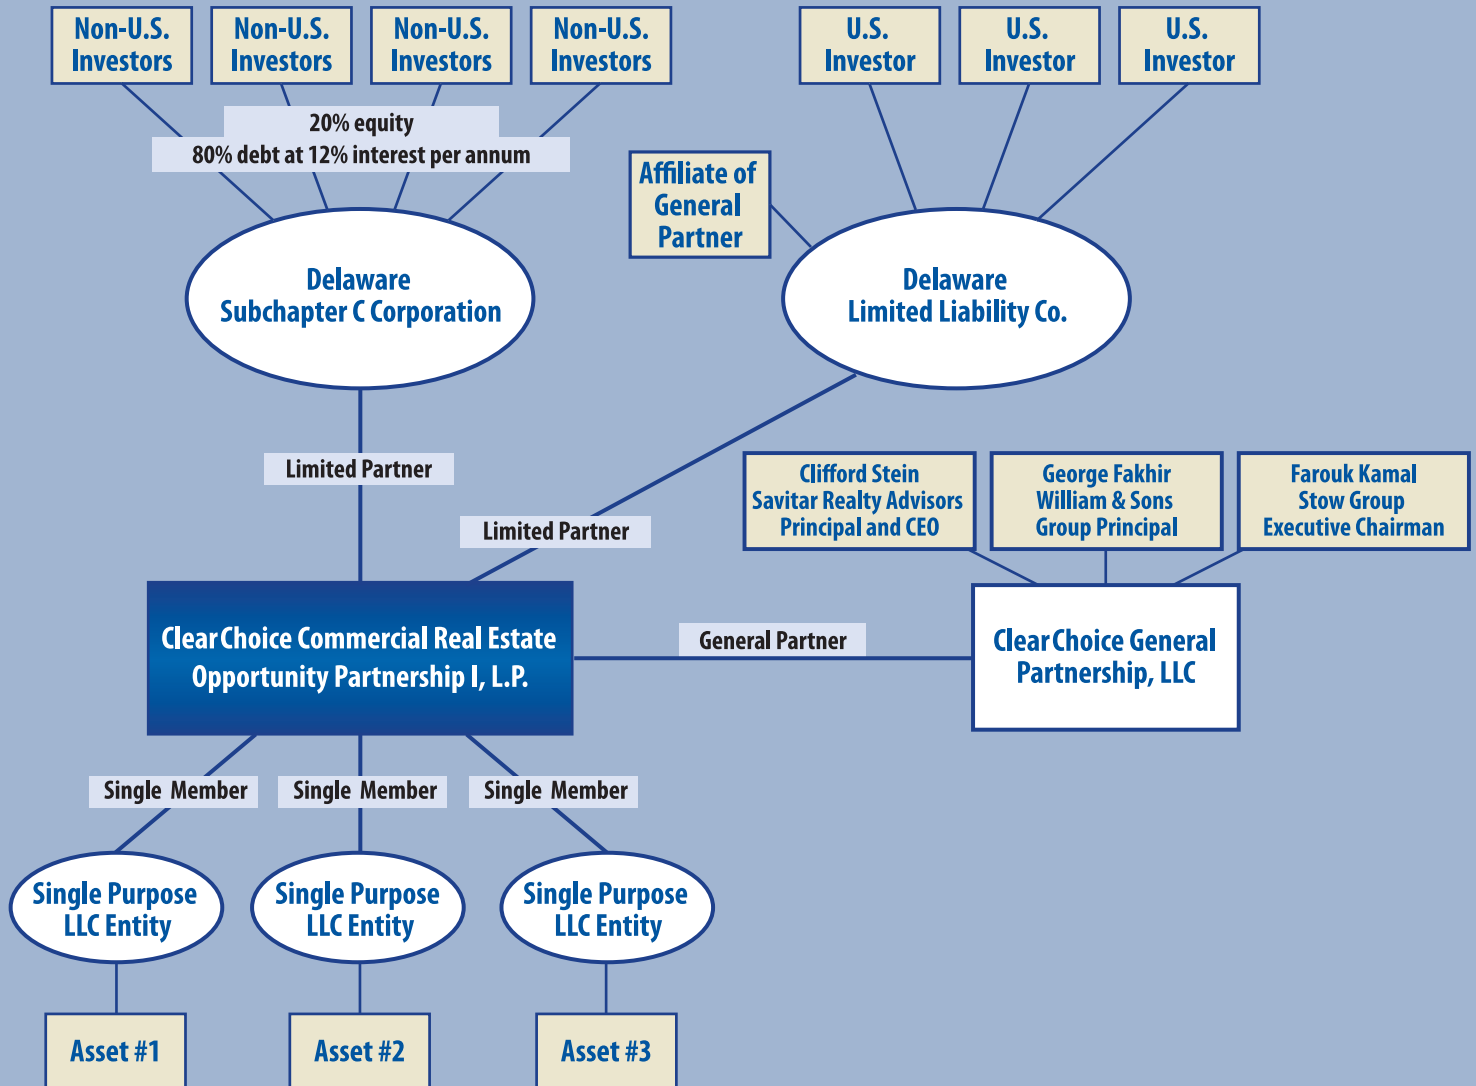 Non-U.S.
Investors
Non-U.S.
Investors
Non-U.S.
Investors
Non-U.S.
Investors
U.S.
Investor
U.S.
Investor
U.S.
Investor
20% equity
80% debt at 12% interest per annum
Affiliate of
General
Partner
Delaware
Subchapter C Corporation
Delaware
Limited Liability Co.
Limited Partner
Limited Partner
Clifford Stein
Savitar Realty Advisors
Principal and CEO
George Fakhir
William & Sons
Group Principal
Farouk Kamal
Stow Group
Executive Chairman
Clear Choice Commercial Real Estate
Opportunity Partnership I, L.P.
General Partner
Clear Choice General
Partnership, LLC
Single Member
Single Member
Single Member
Single Purpose
LLC Entity
Single Purpose
LLC Entity
Single Purpose
LLC Entity
Asset #1
Asset #2
Asset #3